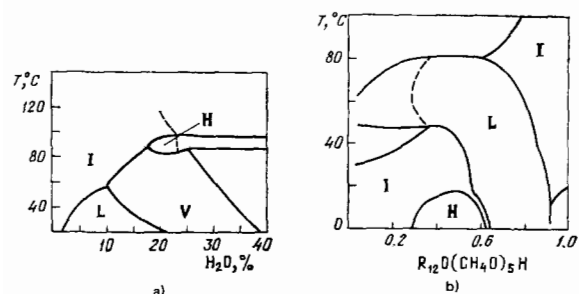 T,°C
120
80
40
I
L
H
V
10 20 30 40
H₂O,%
a)
T,°C
80
40
0
I
L
I
H
0.2 0.6 1.0
R₁₂O(CH₄O)₅H
b)